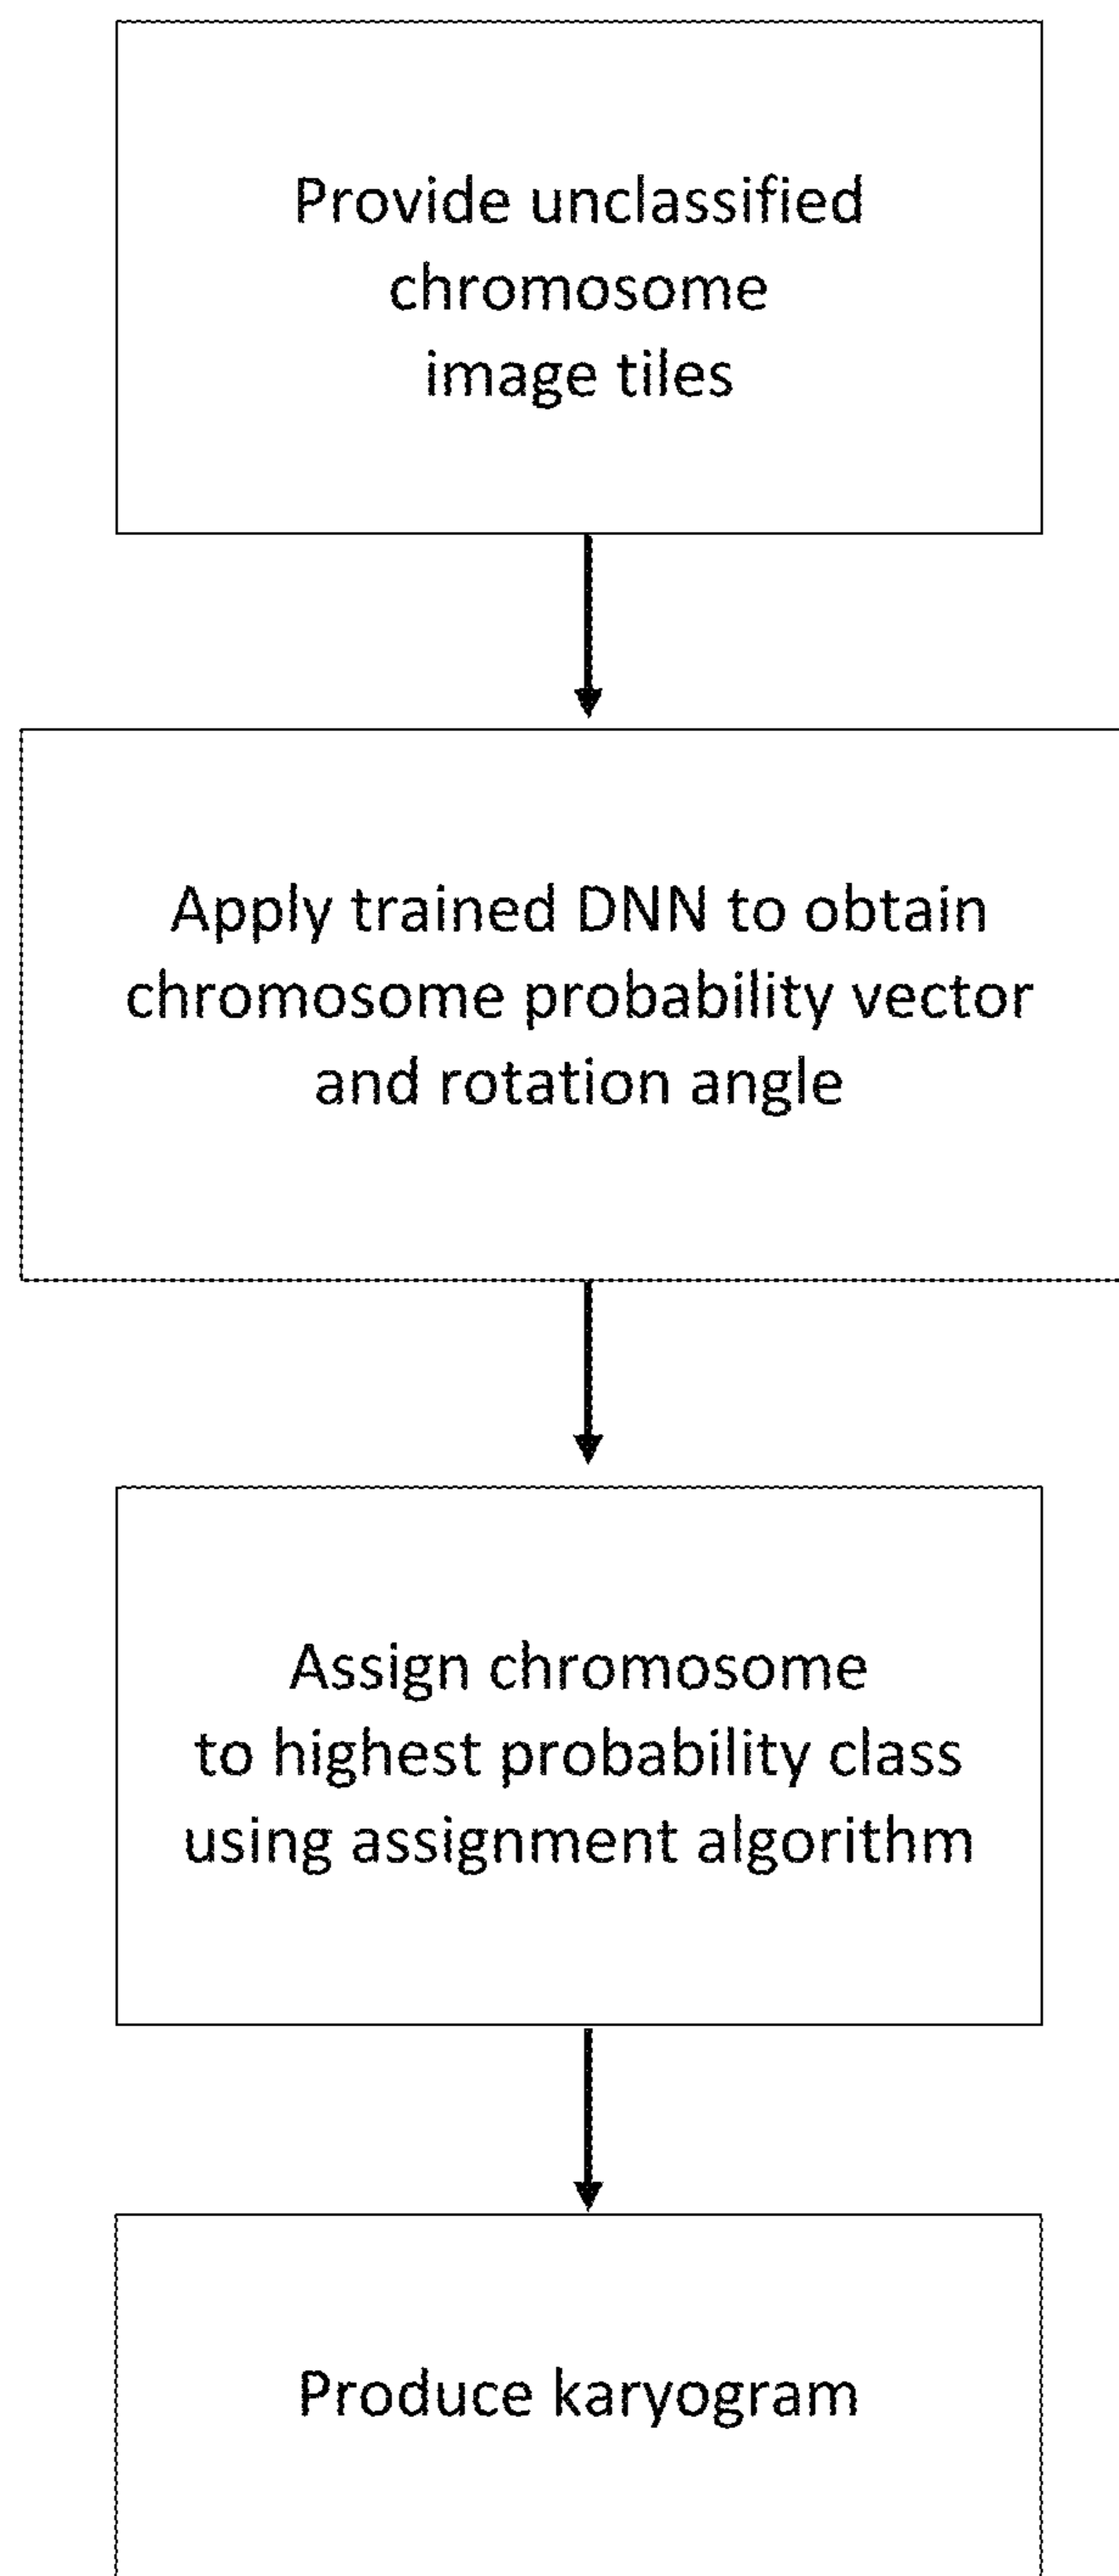 Provide unclassified
chromosome
image tiles
Apply trained DNN to obtain
chromosome probability vector
and rotation angle
Assign chromosome
to highest probability class
using assignment algorithm
Produce karyogram